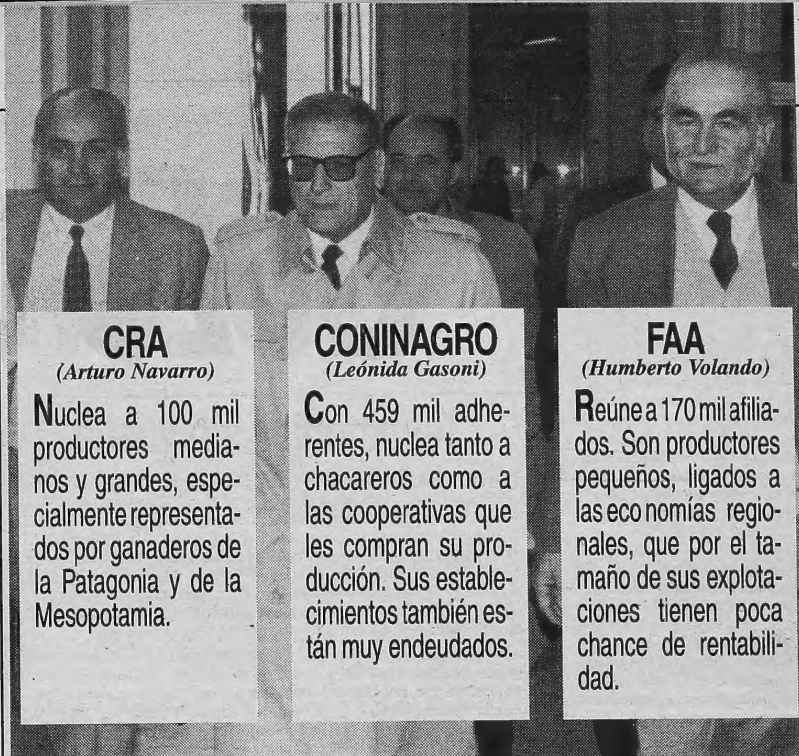 CRA
(Arturo Navarro)
Nuclea a 100 mil
productores media-
nos y grandes, espe-
cialmente representa-
dos por ganaderos de
la Patagonia y de la
Mesopotamia.
CONINAGRO
(Leónida Gasoni)
Con 459 mil adhe-
rentes, nuclea tanto a
chacareros como a
las cooperativas que
les compran su pro-
ducción. Sus estable-
cimientos también es-
tán muy endeudados.
FAA
(Humberto Volando)
Reúne a 170 mil afilia-
dos. Son productores
pequeños, ligados a
las eco nomías regio-
nales, que por el ta-
maño de sus explota-
ciones tienen poca
chance de rentabili-
dad.